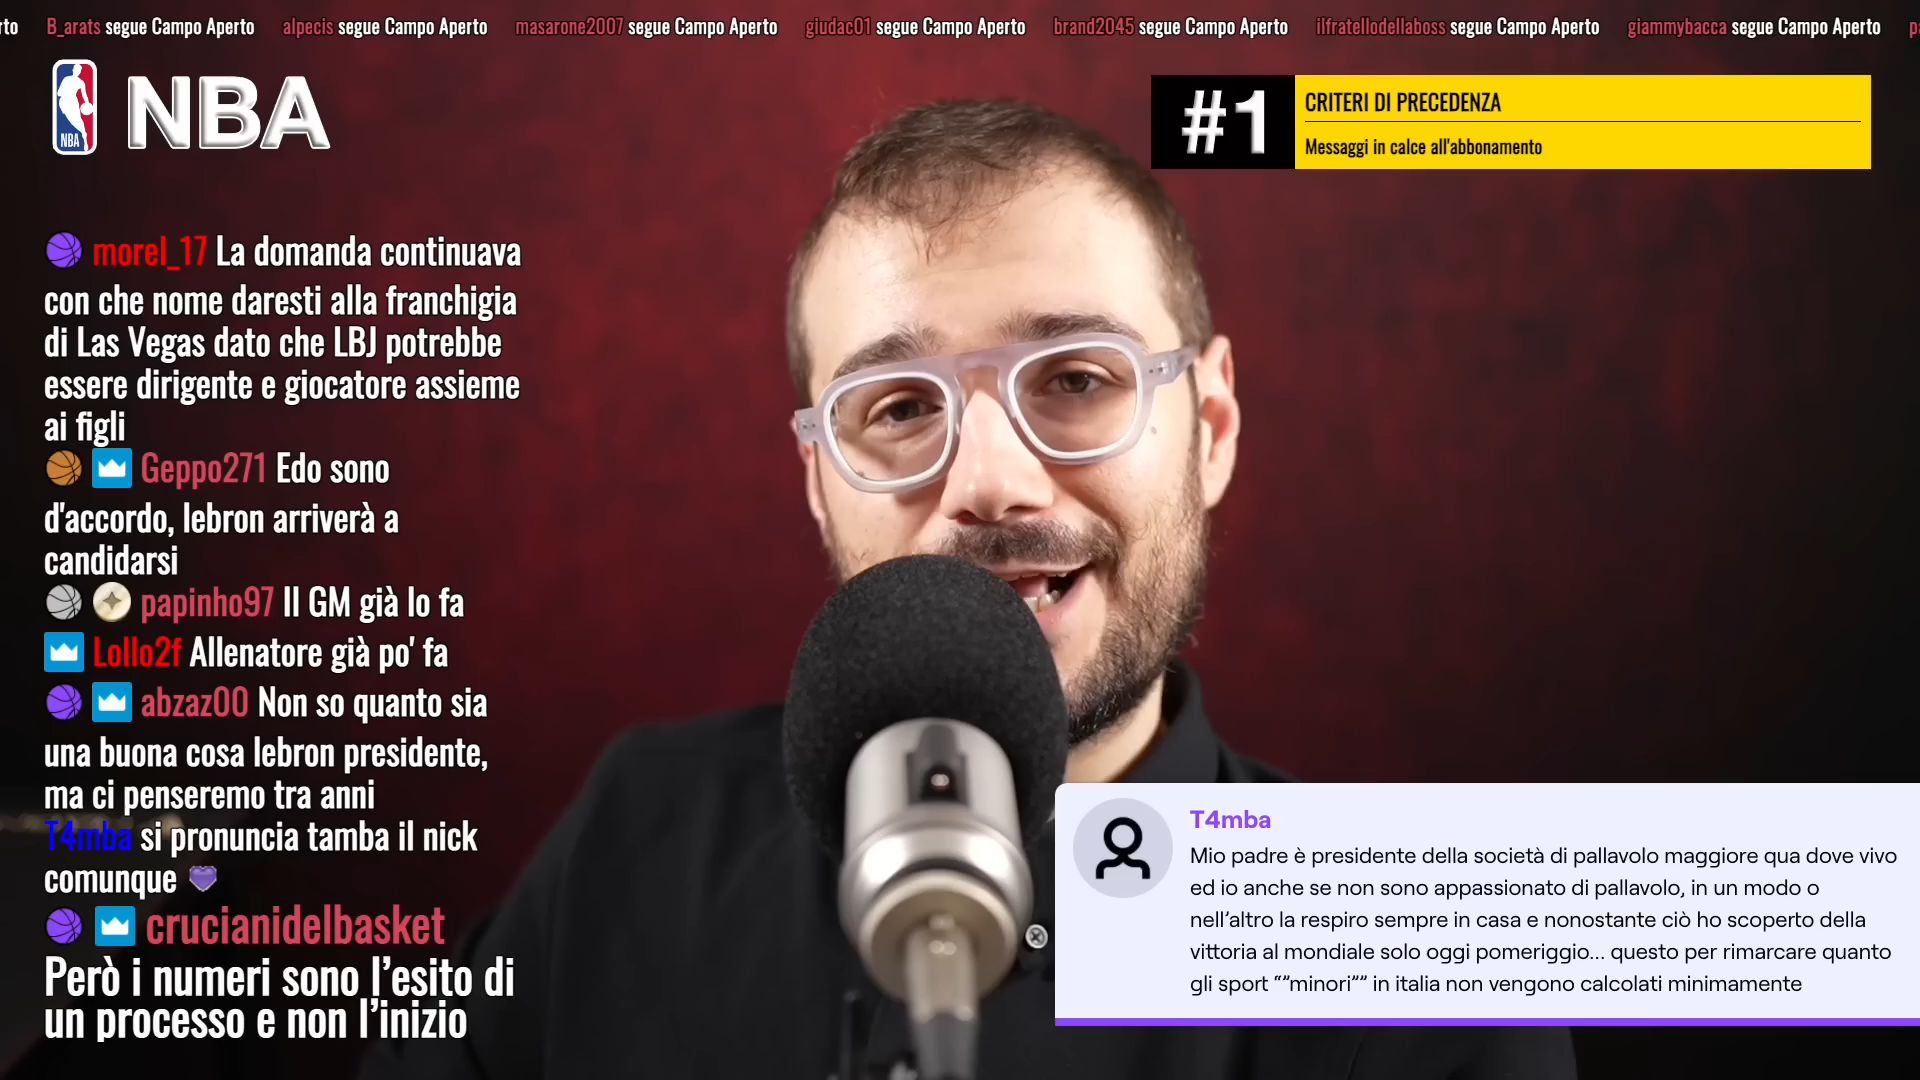 B_arats segue Campo Aperto alpecis segue Campo Aperto masarone2007 segue Campo Aperto giudac01 segue Campo Aperto brand2045 segue Campo Aperto ilfratellodellaboss segue Campo Aperto giammybacca segue Campo Aperto
NBA NBA
#1 CRITERI DI PRECEDENZA
Messaggi in calce all'abbonamento
morel_17 La domanda continuava
con che nome daresti alla franchigia
di Las Vegas dato che LBJ potrebbe
essere dirigente e giocatore assieme
ai figli
Geppo271 Edo sono
d'accordo, lebron arriverà a
candidarsi
papinho97 Il GM già lo fa
Lollo2f Allenatore già po' fa
abzaz00 Non so quanto sia
una buona cosa lebron presidente,
ma ci penseremo tra anni
T4mba si pronuncia tamba il nick
comunque
crucianidelbasket
Però i numeri sono l’esito di
un processo e non l’inizio
T4mba
Mio padre è presidente della società di pallavolo maggiore qua dove vivo
ed io anche se non sono appassionato di pallavolo, in un modo o
nell’altro la respiro sempre in casa e nonostante ciò ho scoperto della
vittoria al mondiale solo oggi pomeriggio... questo per rimarcare quanto
gli sport “”minori”” in italia non vengono calcolati minimamente